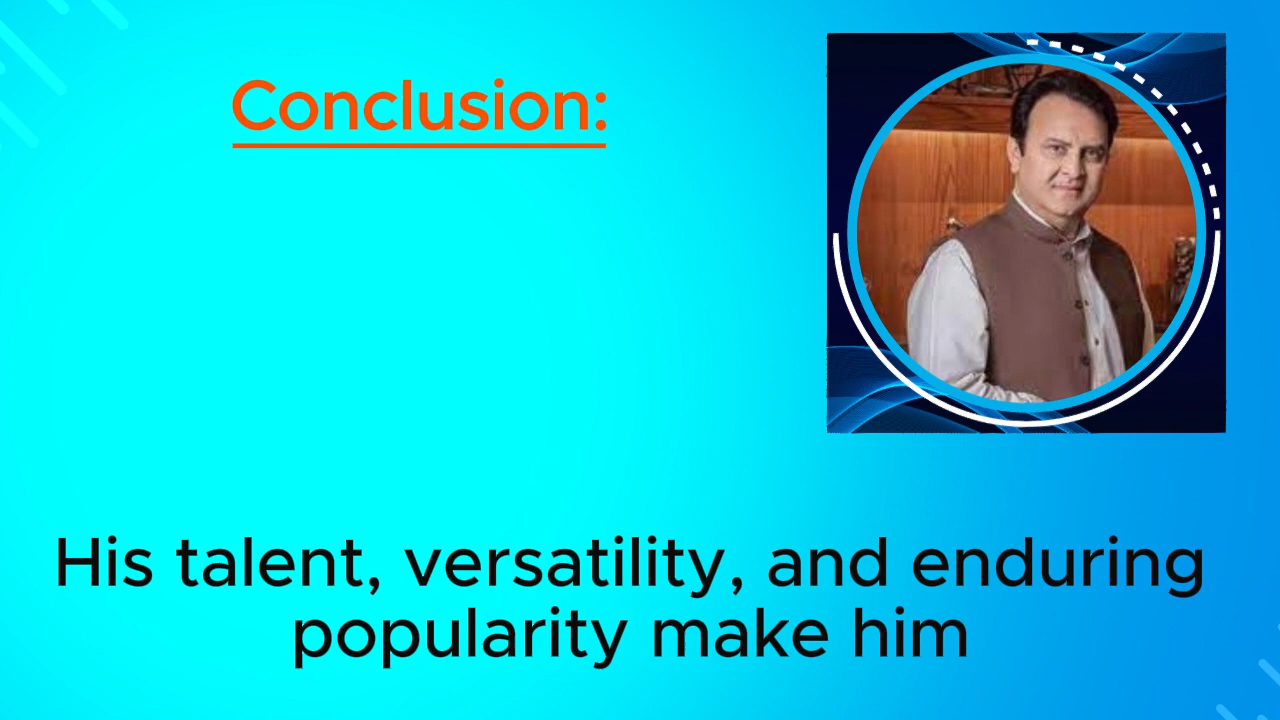 Conclusion:
His talent, versatility, and enduring
popularity make him